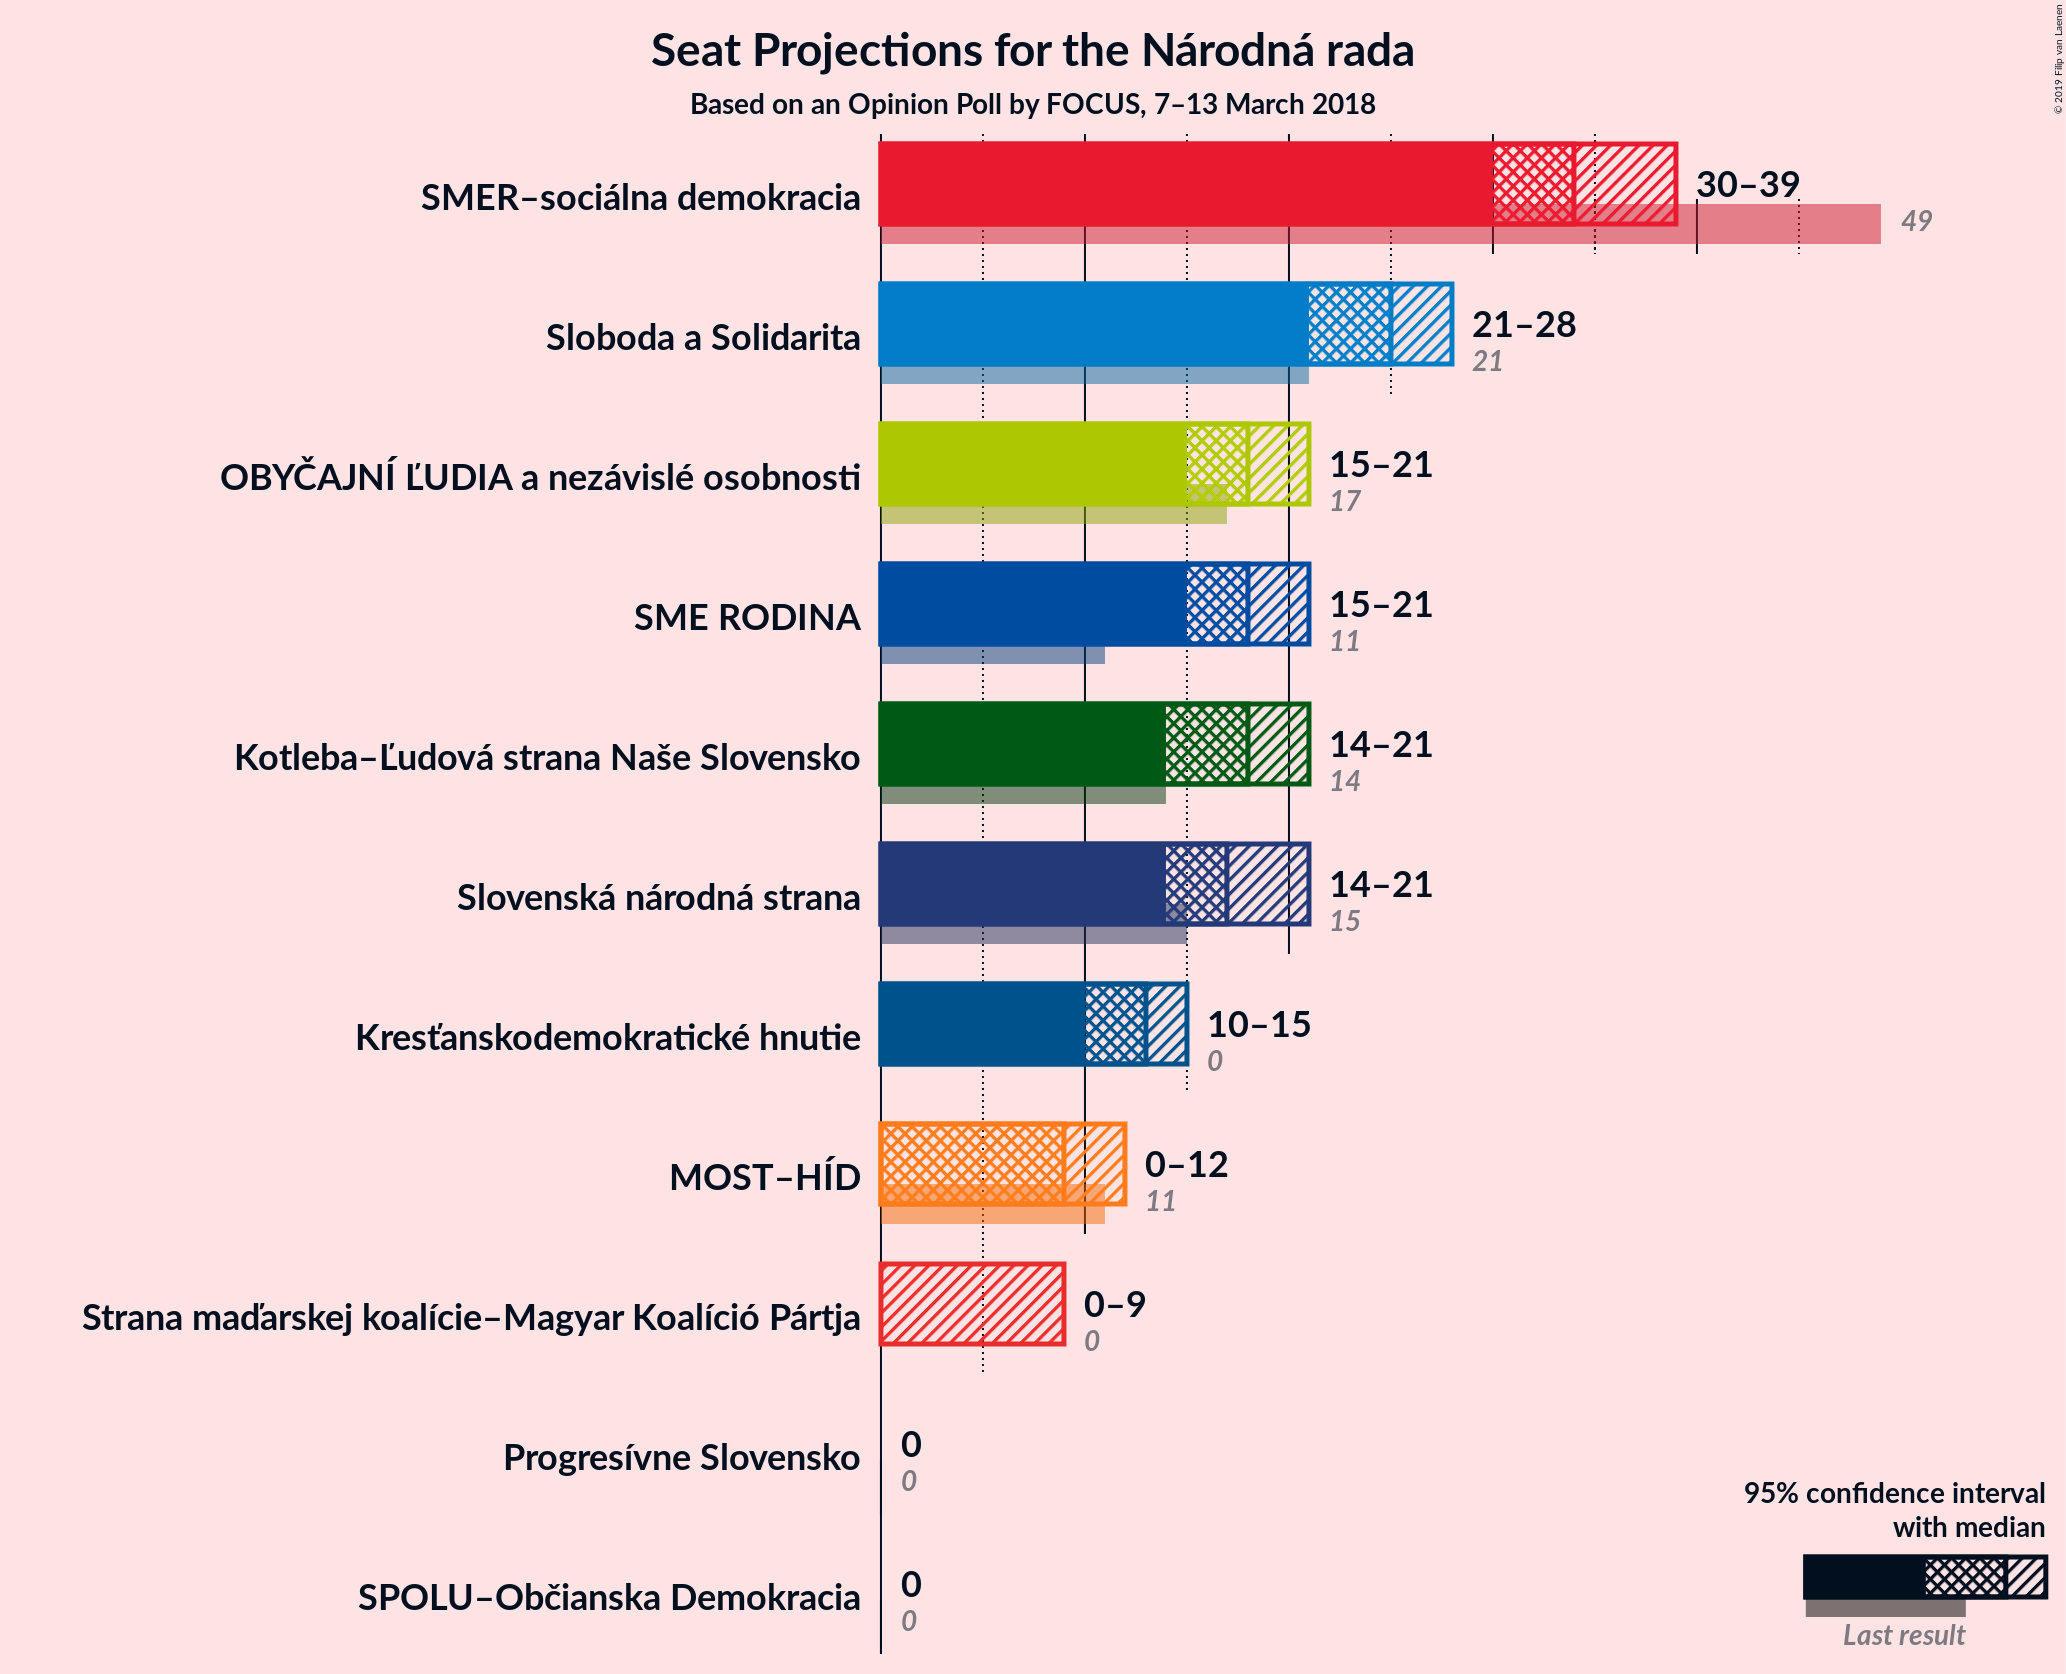 Seat Projections for the Národná rada
Based on an Opinion Poll by FOCUS, 7–13 March 2018
© 2019 Filip van Laenen
SMER–sociálna demokracia
30–39
49
Sloboda a Solidarita
21–28
21
OBYČAJNÍ ĽUDIA a nezávislé osobnosti
15–21
17
SME RODINA
15–21
11
Kotleba–Ľudová strana Naše Slovensko
14–21
14
Slovenská národná strana
14–21
15
Kresťanskodemokratické hnutie
10–15
0
MOST–HÍD
0–12
11
Strana maďarskej koalície–Magyar Koalíció Pártja
0–9
0
Progresívne Slovensko
0
0
SPOLU–Občianska Demokracia
0
0
95% confidence interval
with median
Last result